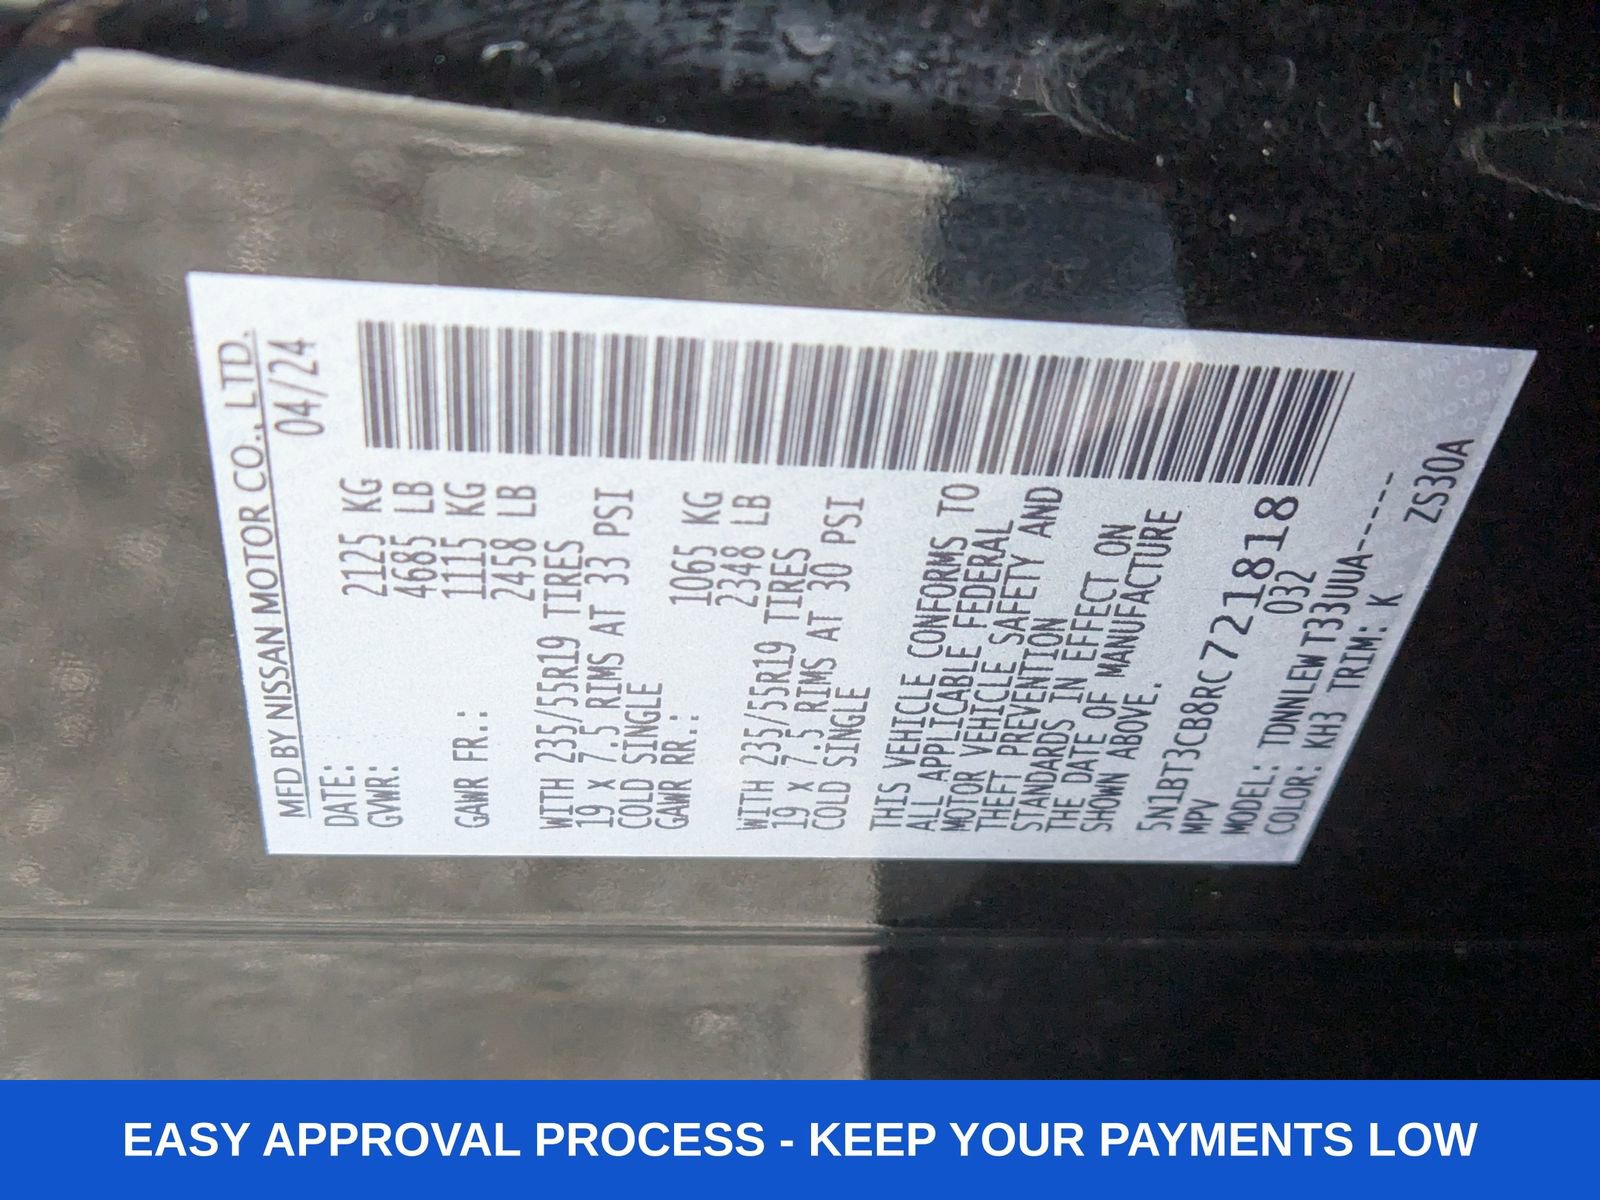 MFD BY NISSAN MOTOR CO., LTD.
DATE: 04/24
GVWR: 2125 KG
4685 LB
GAWR FR.: 1115 KG
2458 LB
WITH 235/55R19 TIRES
19 x 7.5 RIMS AT 33 PSI
COLD SINGLE
GAWR RR.: 1065 KG
2348 LB
WITH 235/55R19 TIRES
19 x 7.5 RIMS AT 30 PSI
COLD SINGLE
THIS VEHICLE CONFORMS TO
ALL APPLICABLE FEDERAL
MOTOR VEHICLE SAFETY AND
THEFT PREVENTION
STANDARDS IN EFFECT ON
THE DATE OF MANUFACTURE
SHOWN ABOVE.
5N1BT3CB8RC721818
MPV 032
MODEL: TDNNLEW T33UUA-----
COLOR: KH3 TRIM: K ZS30A
EASY APPROVAL PROCESS - KEEP YOUR PAYMENTS LOW